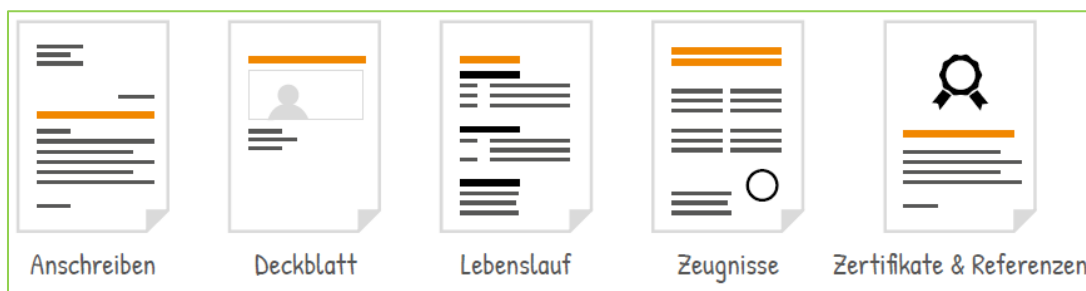 Anschreiben
Deckblatt
Lebenslauf
Zeugnisse
Zertifikate & Referenzen